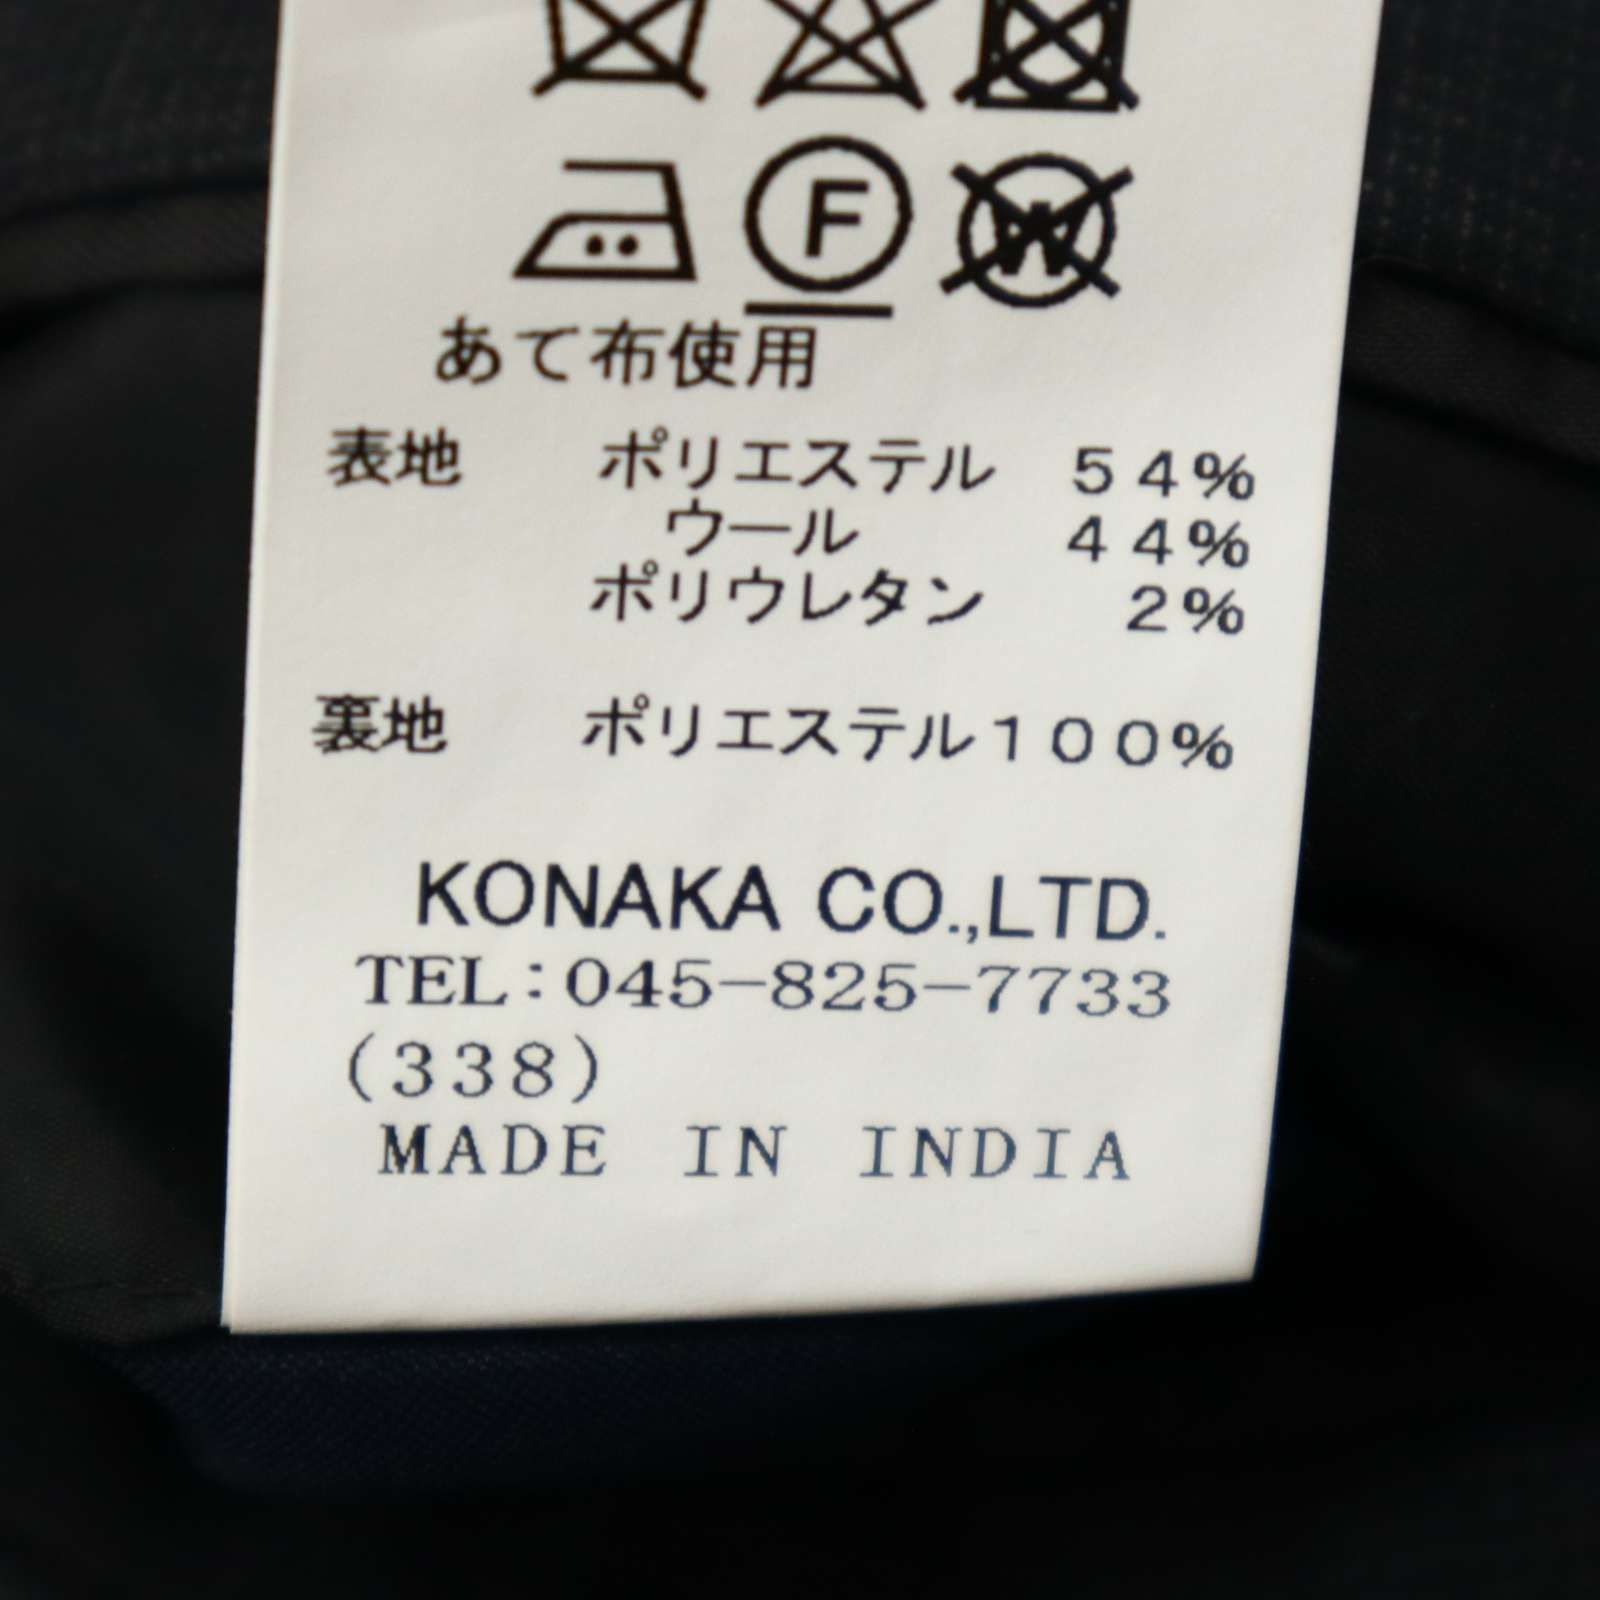 F W
あて布使用
表地 ポリエステル 54%
ウール 44%
ポリウレタン 2%
裏地 ポリエステル100%
KONAKA CO.,LTD.
TEL:045-825-7733
(338)
MADE IN INDIA